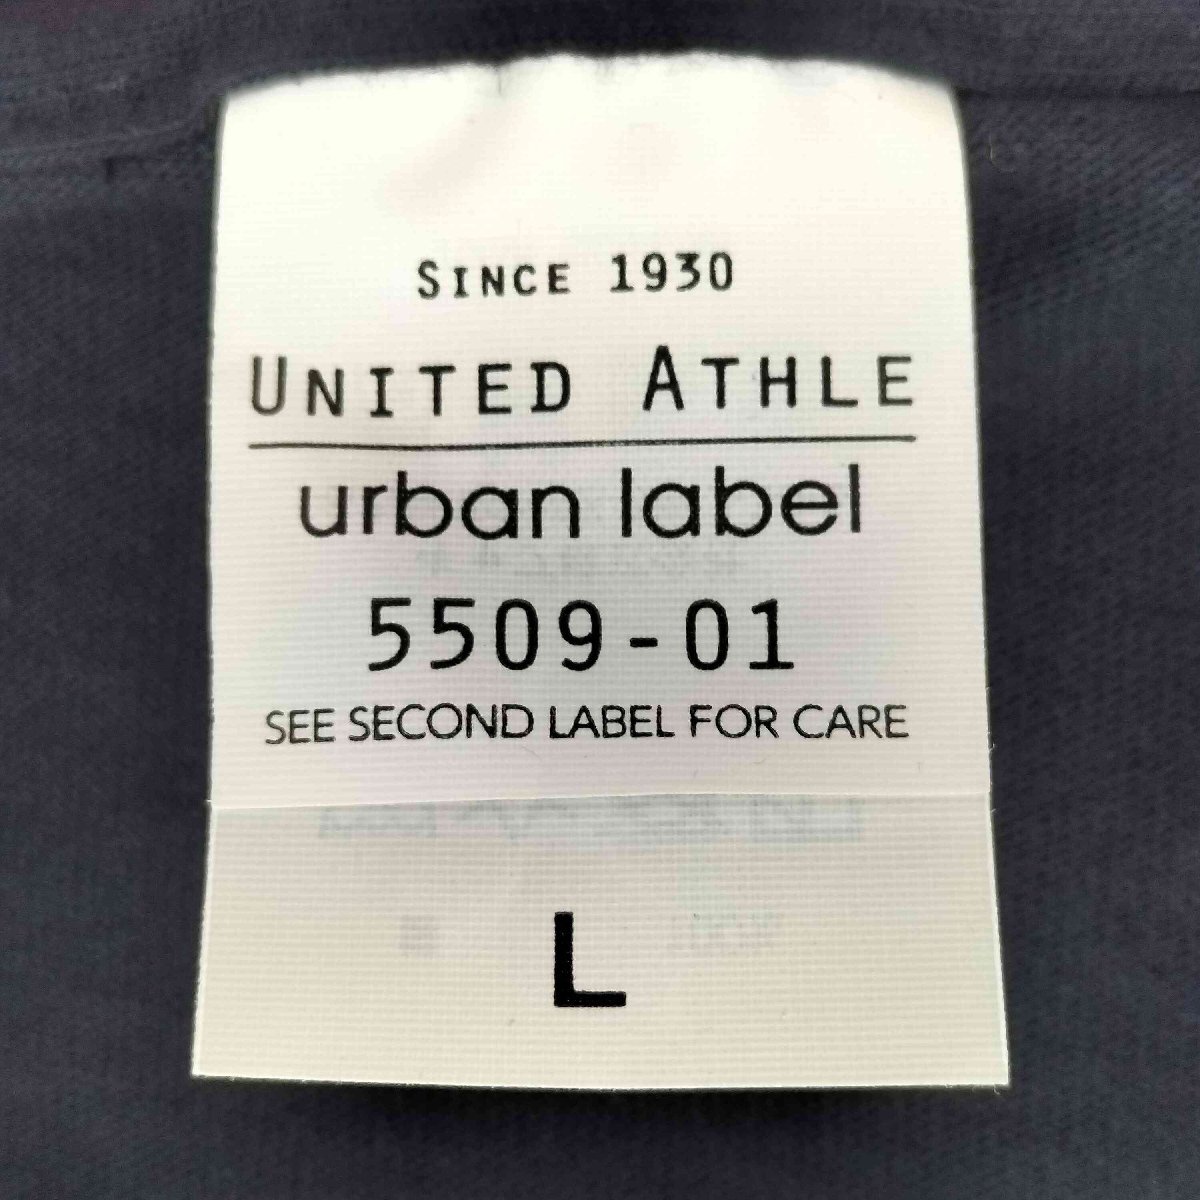 SINCE 1930
UNITED ATHLE
urban label
5509-01
SEE SECOND LABEL FOR CARE
L